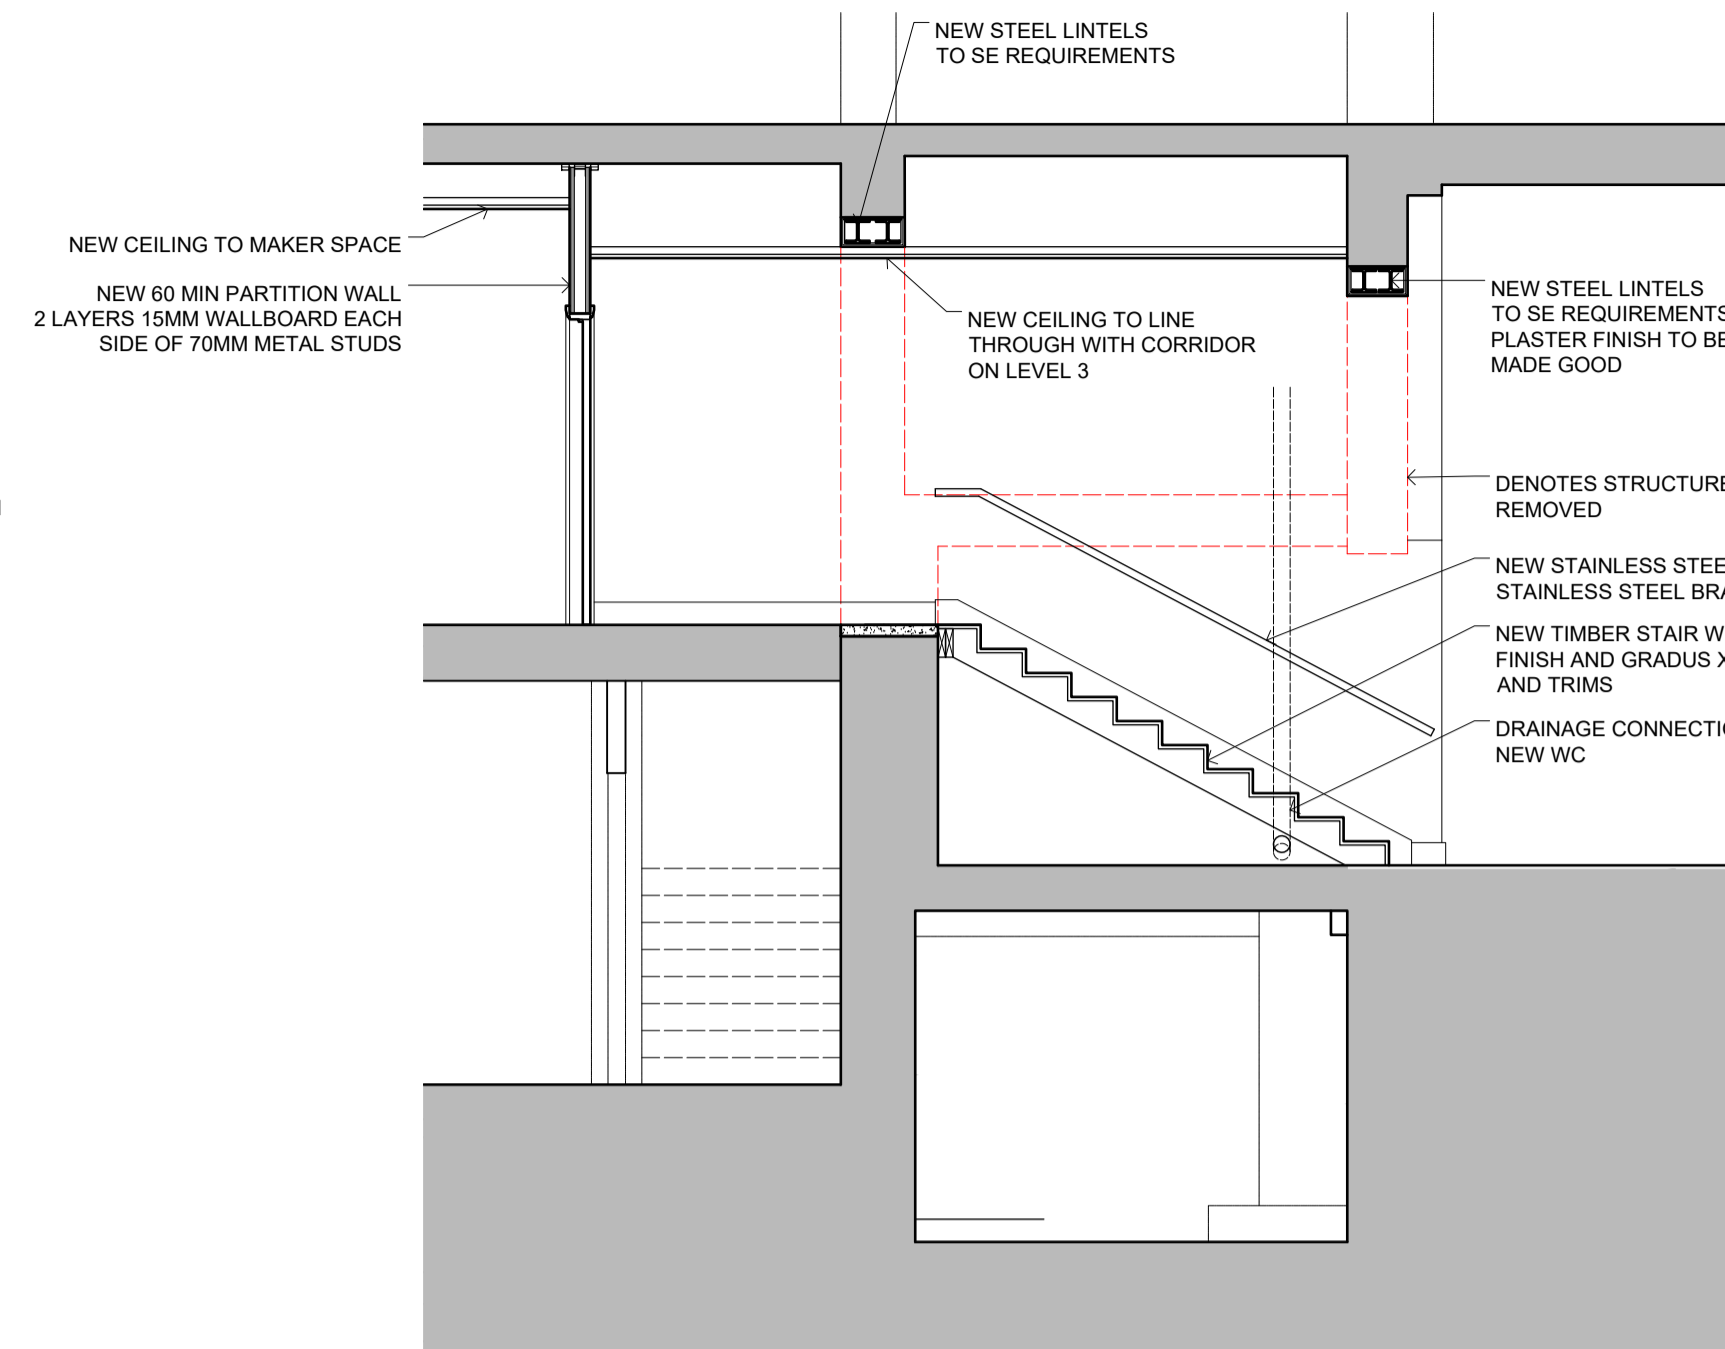 NEW STEEL LINTELS
TO SE REQUIREMENTS
NEW CEILING TO MAKER SPACE
NEW 60 MIN PARTITION WALL
2 LAYERS 15MM WALLBOARD EACH
SIDE OF 70MM METAL STUDS
NEW CEILING TO LINE
THROUGH WITH CORRIDOR
ON LEVEL 3
NEW STEEL LINTELS
TO SE REQUIREMENTS
PLASTER FINISH TO BE
MADE GOOD
DENOTES STRUCTURE
REMOVED
NEW STAINLESS STEE
STAINLESS STEEL BRA
NEW TIMBER STAIR W
FINISH AND GRADUS X
AND TRIMS
DRAINAGE CONNECTIO
NEW WC